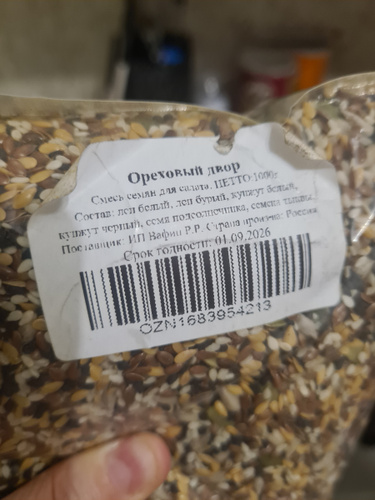 Ореховый двор
Смесь семян для салата. НЕТТО:1000г
Состав: лен белый, лен бурый, кунжут белый,
кунжут черный, семя подсолнечника, семена тыквы.
Поставщик: ИП Вафин Р.Р. Страна происхож: Россия
Срок годности: 01.09.2026
OZN1683954213